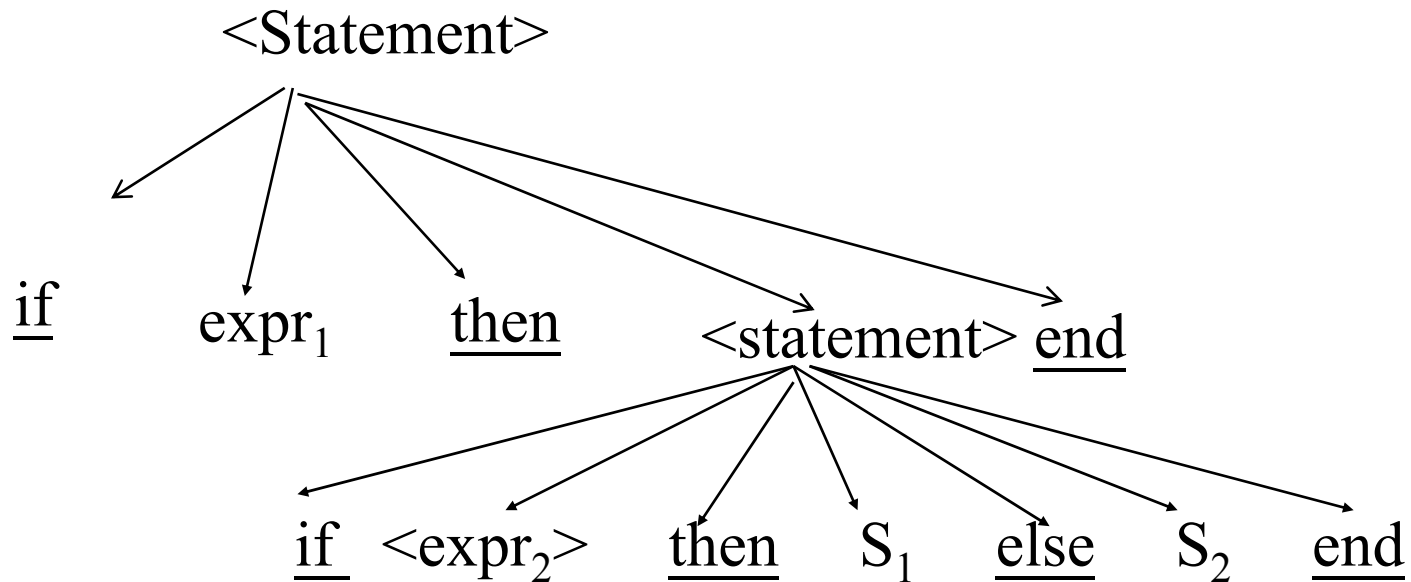 <Statement>
if expr₁ then <statement> end
if <expr₂> then S₁ else S₂ end